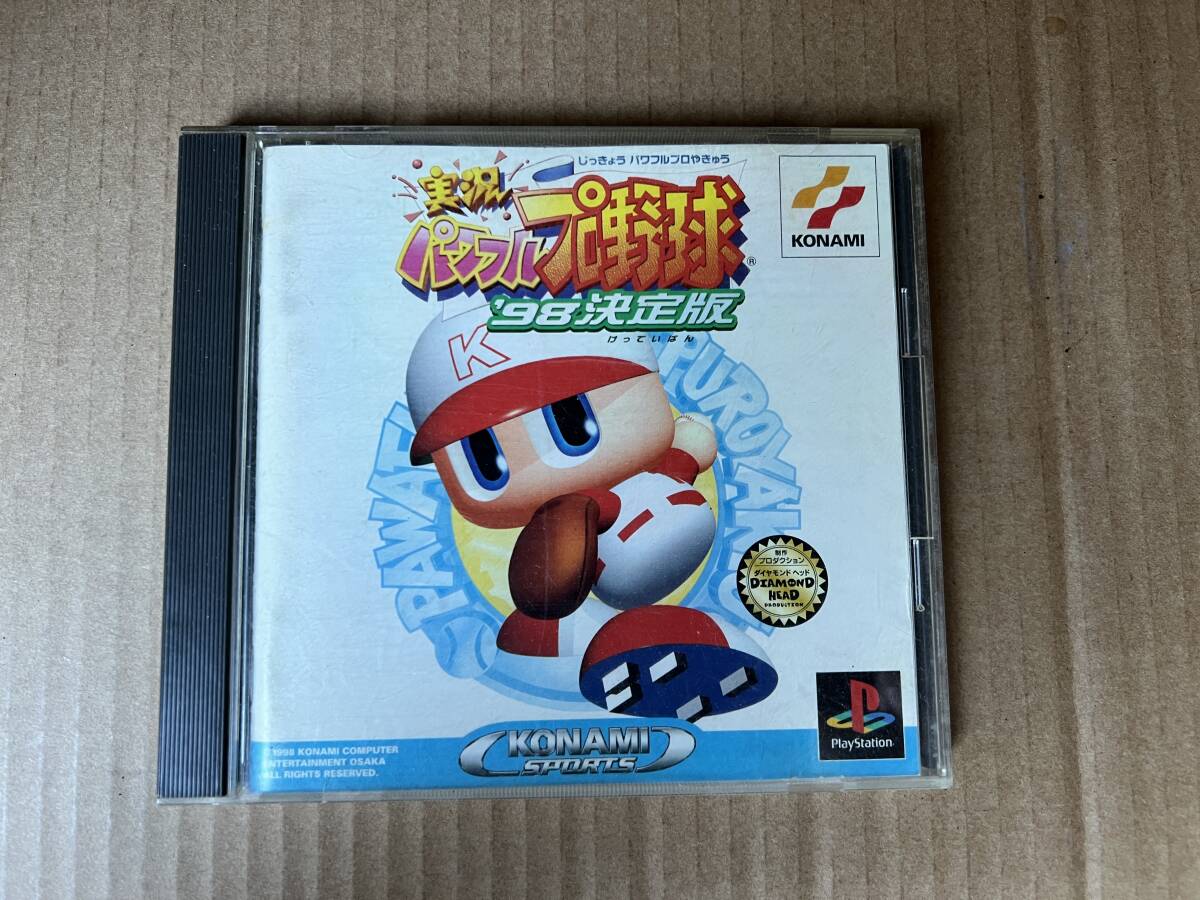 じっきょう パワフルプロやきゅう
実況
パワフル
プロ野球®
'98決定版
けっていばん
KONAMI
K
PUROYAKYU
制作
プロダクション
ダイヤモンド ヘッド
DIAMOND
HEAD
PRODUCTION
PlayStation
KONAMI
SPORTS
©1998 KONAMI COMPUTER
ENTERTAINMENT OSAKA
ALL RIGHTS RESERVED.